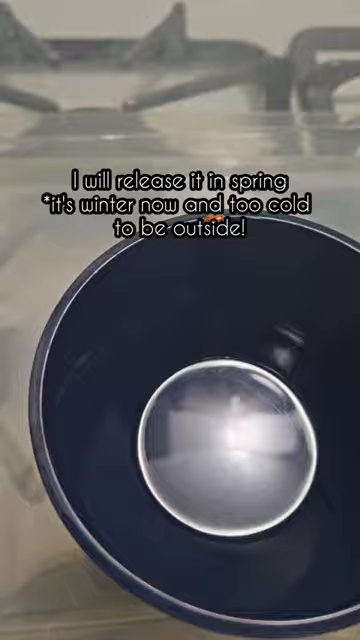 I will release it in spring
*it's winter now and too cold
to be outside!